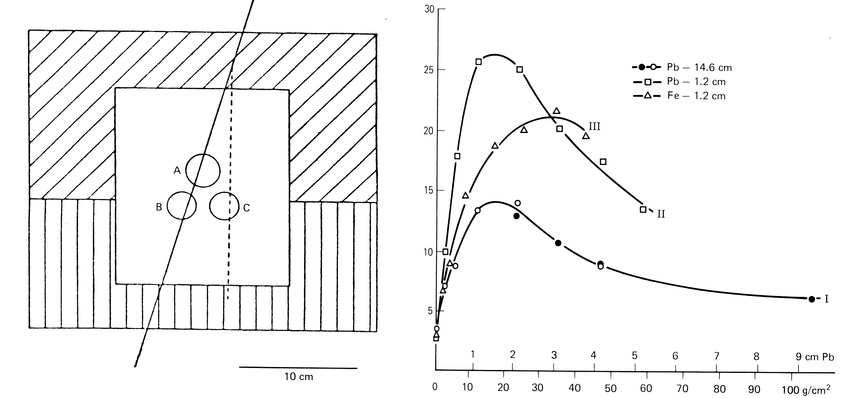 A
B
C
10 cm
30
25
20
15
10
5
Pb – 14.6 cm
Pb – 1.2 cm
Fe – 1.2 cm
III
II
I
1 2 3 4 5 6 7 8 9 cm Pb
0 10 20 30 40 50 60 70 80 90 100 g/cm²